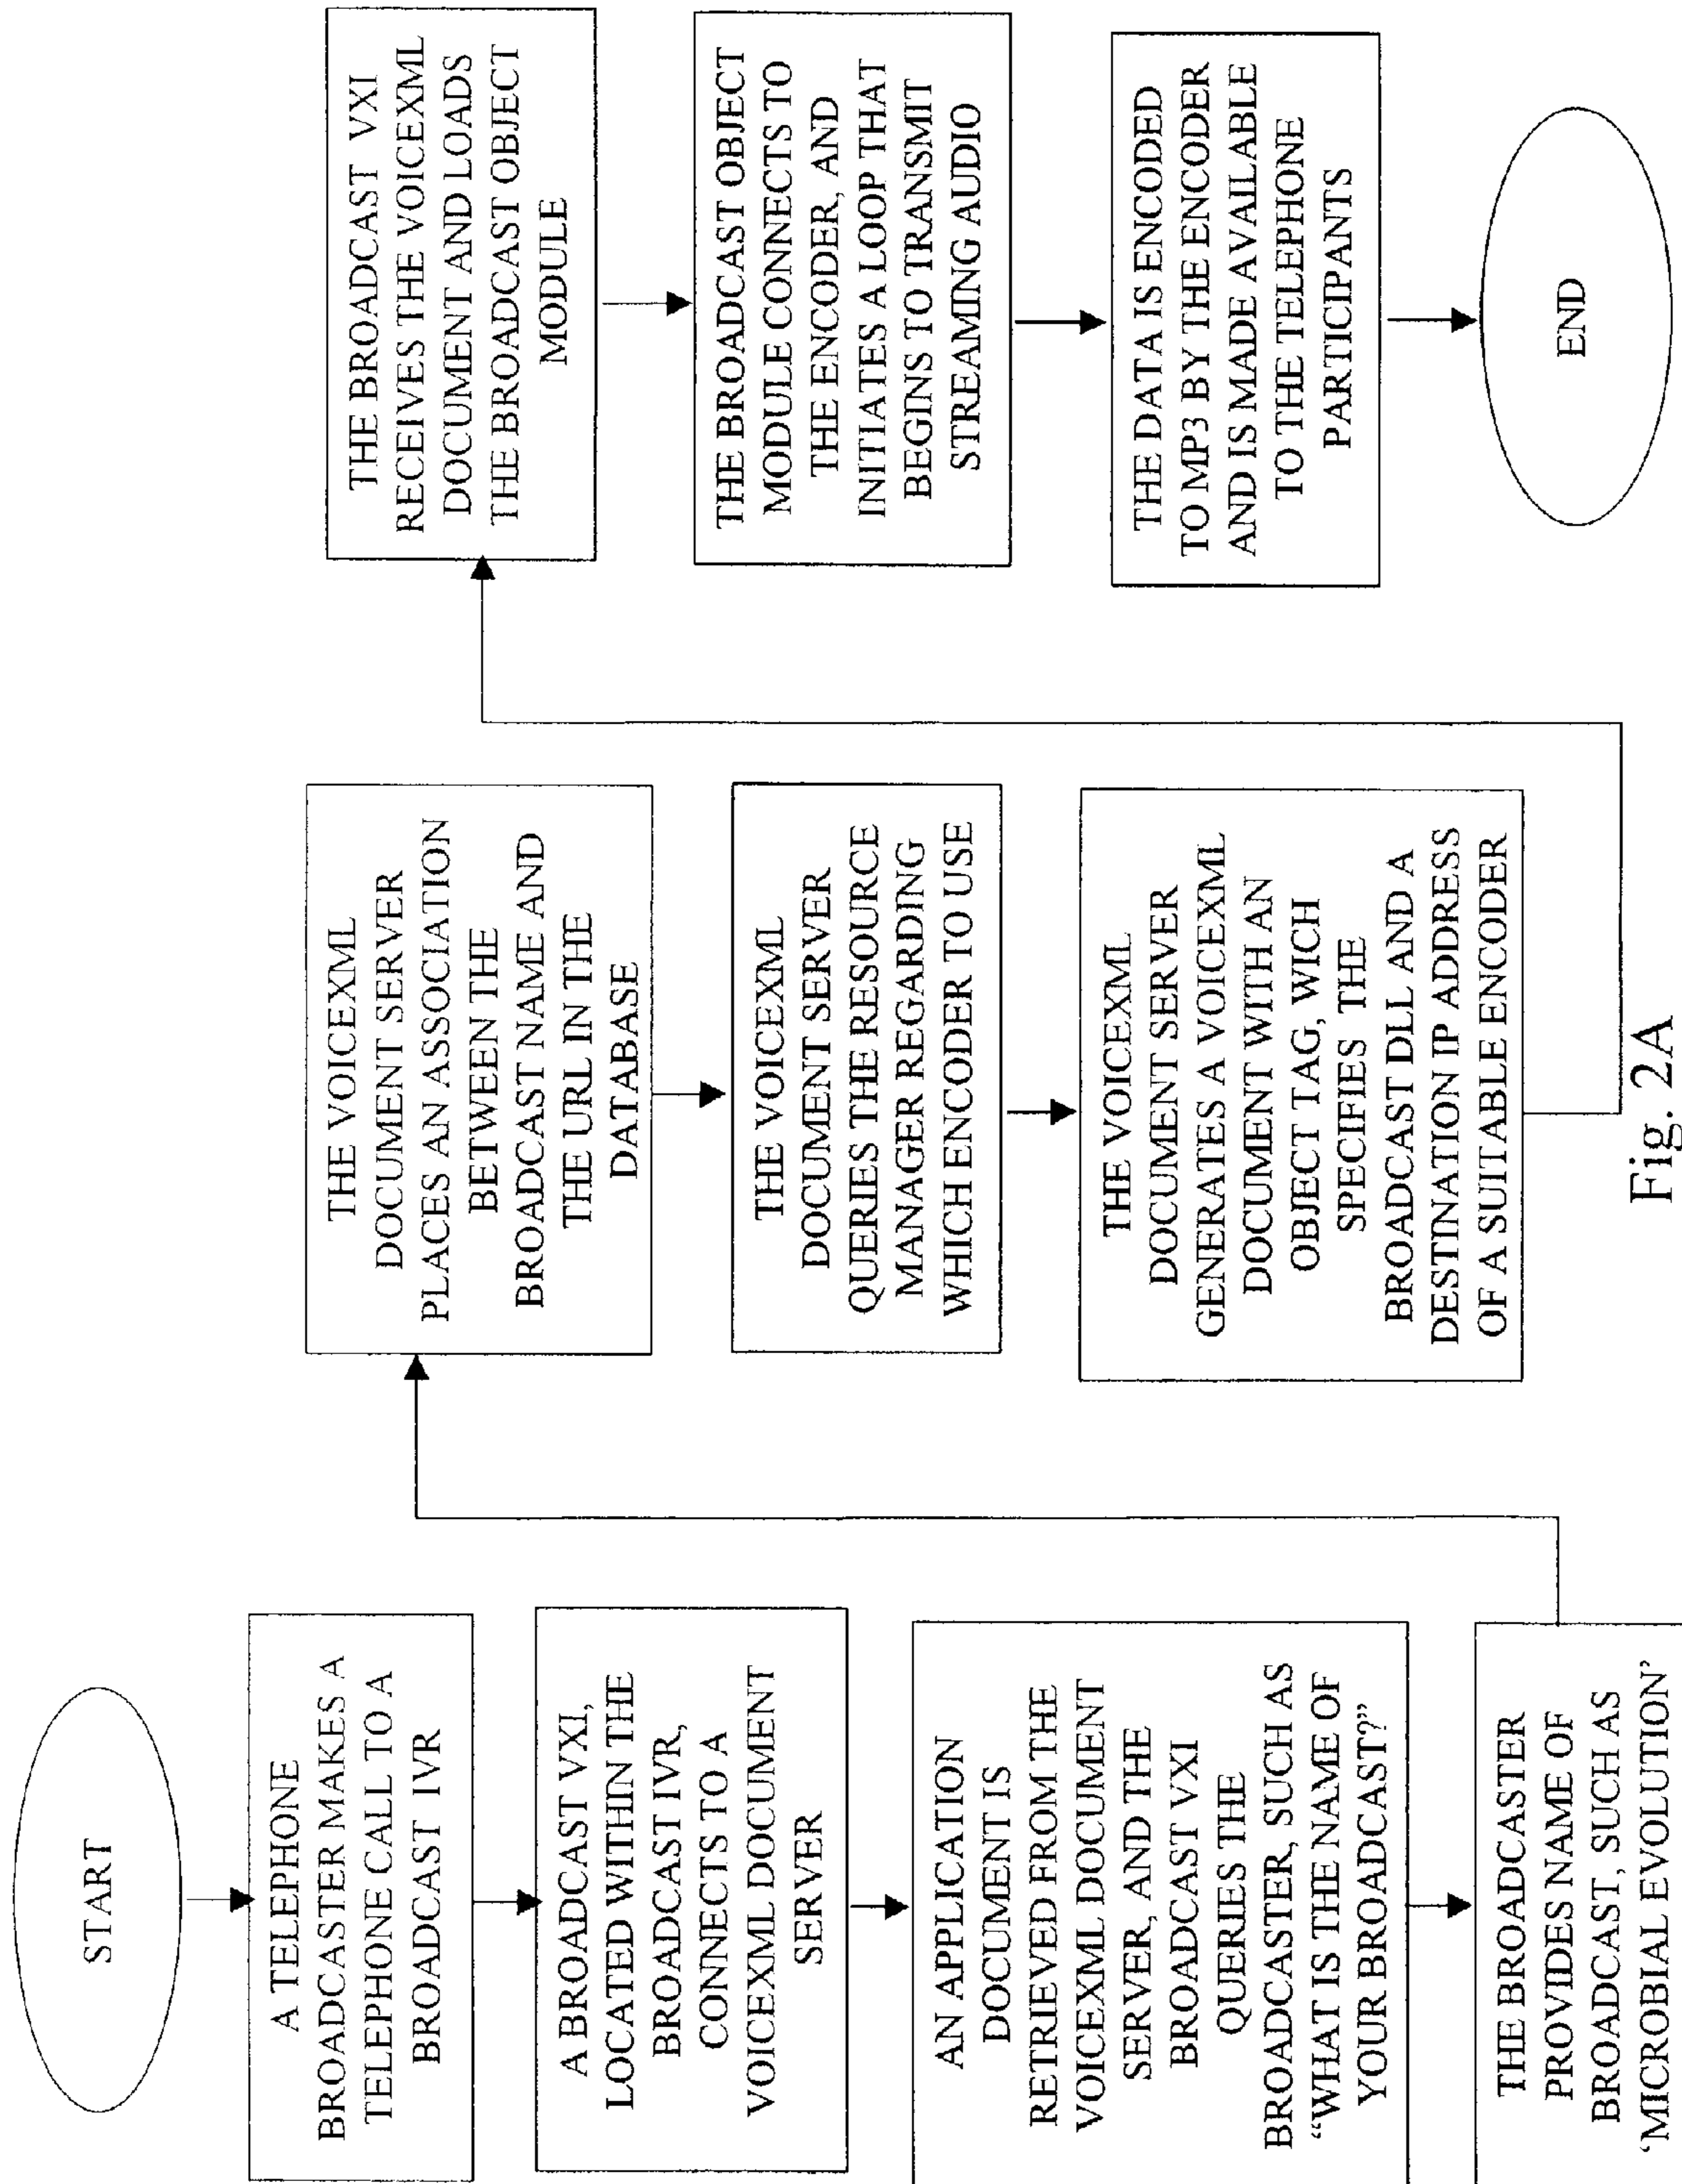 START
A TELEPHONE
BROADCASTER MAKES A
TELEPHONE CALL TO A
BROADCAST IVR
A BROADCAST VXI,
LOCATED WITHIN THE
BROADCAST IVR,
CONNECTS TO A
VOICEXML DOCUMENT
SERVER
AN APPLICATION
DOCUMENT IS
RETRIEVED FROM THE
VOICEXML DOCUMENT
SERVER, AND THE
BROADCAST VXI
QUERIES THE
BROADCASTER, SUCH AS
“WHAT IS THE NAME OF
YOUR BROADCAST?”
THE BROADCASTER
PROVIDES NAME OF
BROADCAST, SUCH AS
‘MICROBIAL EVOLUTION’
THE VOICEXML
DOCUMENT SERVER
PLACES AN ASSOCIATION
BETWEEN THE
BROADCAST NAME AND
THE URL IN THE
DATABASE
THE VOICEXML
DOCUMENT SERVER
QUERIES THE RESOURCE
MANAGER REGARDING
WHICH ENCODER TO USE
THE VOICEXML
DOCUMENT SERVER
GENERATES A VOICEXML
DOCUMENT WITH AN
OBJECT TAG, WICH
SPECIFIES THE
BROADCAST DLL AND A
DESTINATION IP ADDRESS
OF A SUITABLE ENCODER
THE BROADCAST VXI
RECEIVES THE VOICEXML
DOCUMENT AND LOADS
THE BROADCAST OBJECT
MODULE
THE BROADCAST OBJECT
MODULE CONNECTS TO
THE ENCODER, AND
INITIATES A LOOP THAT
BEGINS TO TRANSMIT
STREAMING AUDIO
THE DATA IS ENCODED
TO MP3 BY THE ENCODER
AND IS MADE AVAILABLE
TO THE TELEPHONE
PARTICIPANTS
END
Fig. 2A